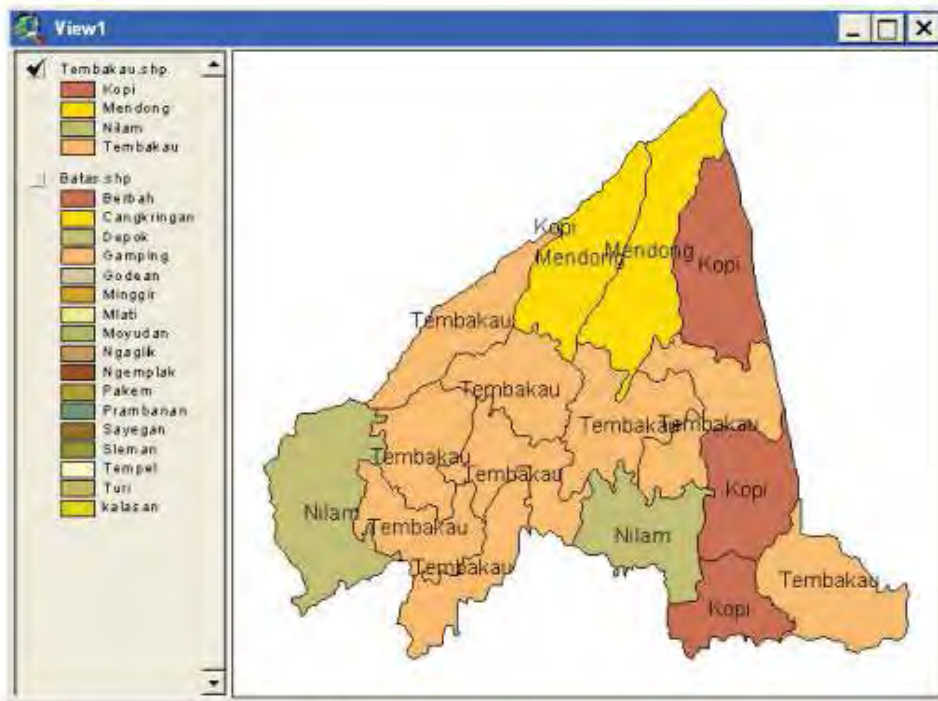 View1
Tembakau.shp
Kopi
Mendong
Nilam
Tembakau
Batas.shp
Berbah
Cangkringan
Depok
Gamping
Godean
Minggir
Mlati
Moyudan
Ngaglik
Ngemplak
Pakem
Prambanan
Sayegan
Sleman
Tempel
Turi
kalasan
Kopi
Mendong
Mendong
Kopi
Tembakau
Tembakau
Tembakau
Tembakau
Tembakau
Tembakau
Kopi
Nilam
Tembakau
Nilam
Tembakau
Tembakau
Kopi